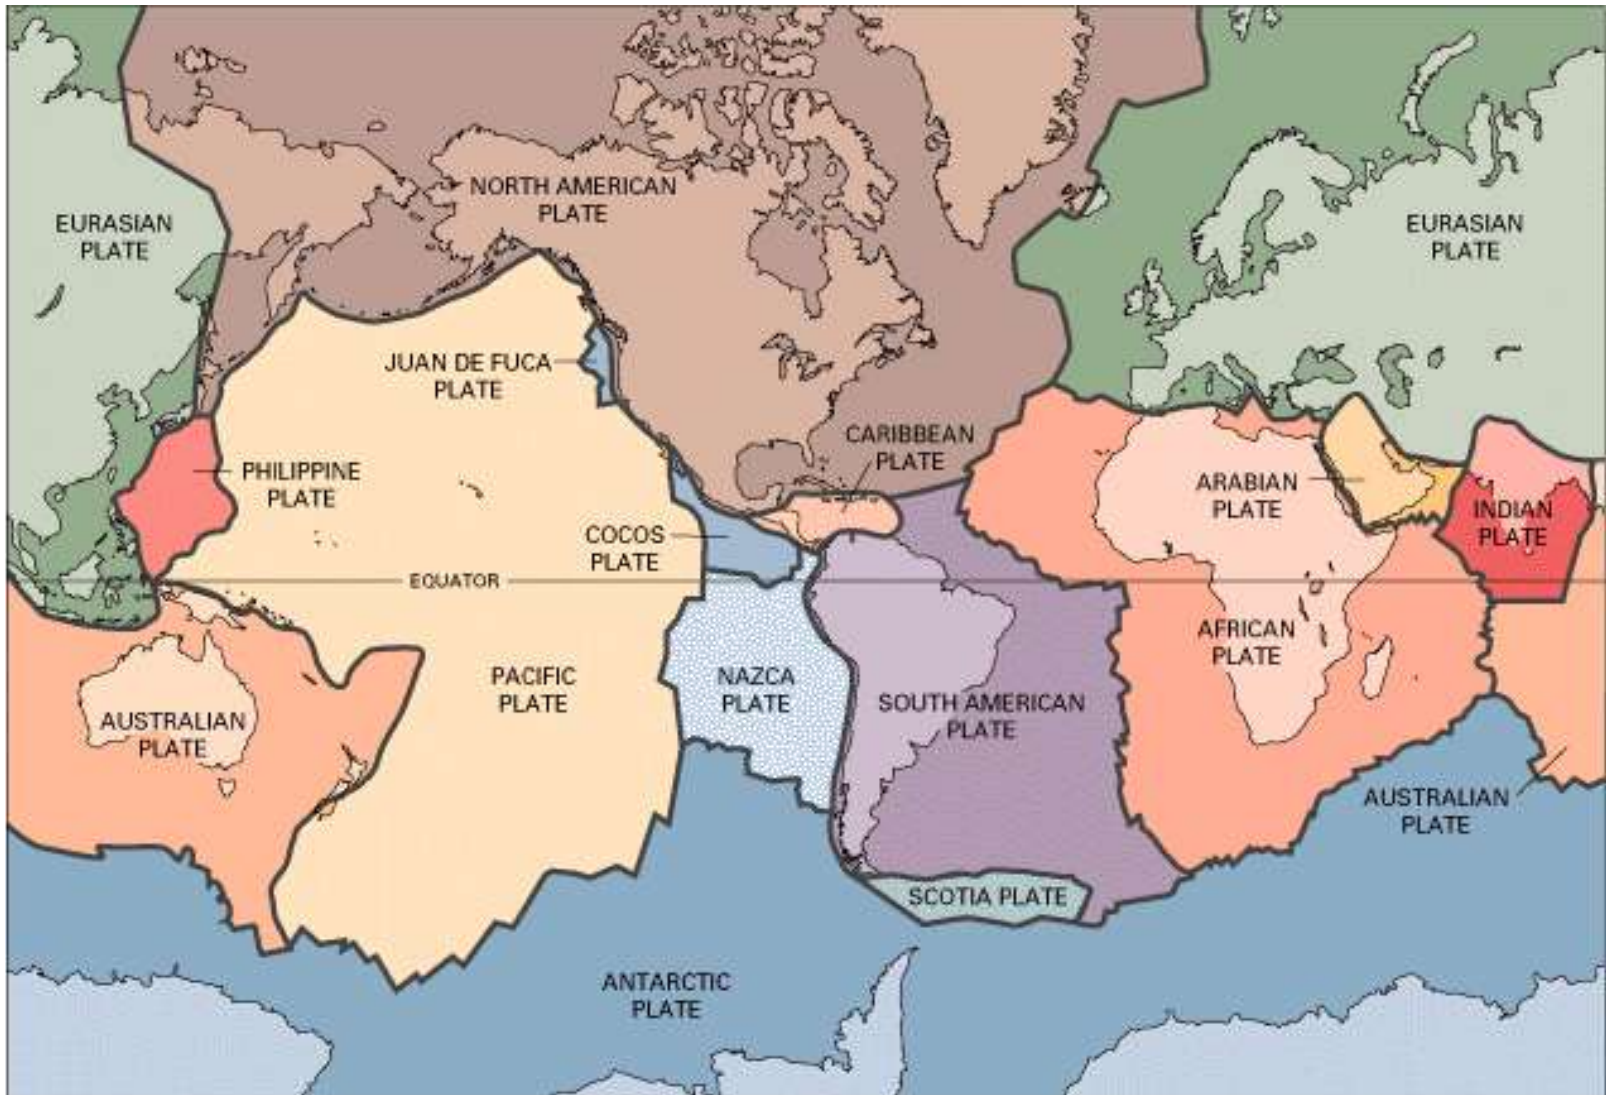 NORTH AMERICAN
PLATE
EURASIAN
PLATE
EURASIAN
PLATE
JUAN DE FUCA
PLATE
CARIBBEAN
PLATE
PHILIPPINE
PLATE
ARABIAN
PLATE
INDIAN
PLATE
COCOS
PLATE
EQUATOR
AFRICAN
PLATE
PACIFIC
PLATE
NAZCA
PLATE
SOUTH AMERICAN
PLATE
AUSTRALIAN
PLATE
AUSTRALIAN
PLATE
SCOTIA PLATE
ANTARCTIC
PLATE